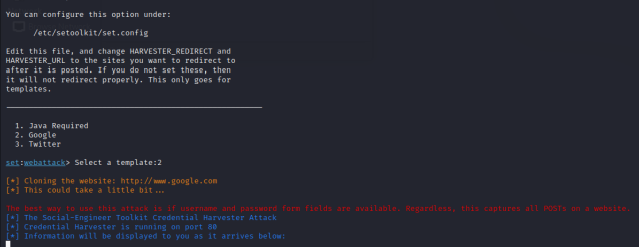 You can configure this option under:
/etc/setoolkit/set.config
Edit this file, and change HARVESTER_REDIRECT and
HARVESTER_URL to the sites you want to redirect to
after it is posted. If you do not set these, then
it will not redirect properly. This only goes for
templates.
1. Java Required
2. Google
3. Twitter
set:webattack> Select a template:2
[*] Cloning the website: http://www.google.com
[*] This could take a little bit...
The best way to use this attack is if username and password form fields are available. Regardless, this captures all POSTs on a website.
[*] The Social-Engineer Toolkit Credential Harvester Attack
[*] Credential Harvester is running on port 80
[*] Information will be displayed to you as it arrives below: